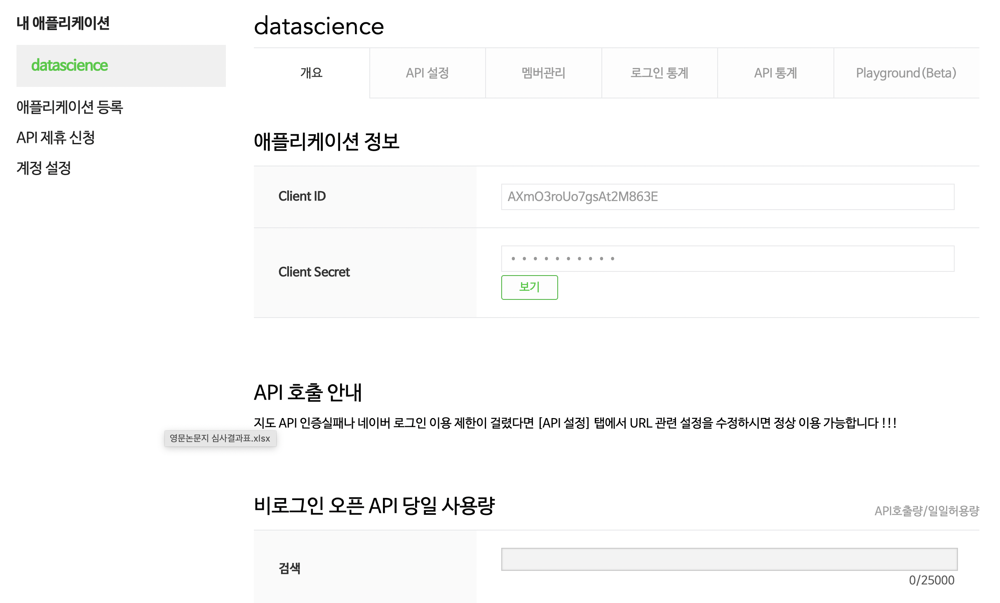 내 애플리케이션
datascience
애플리케이션 등록
API 제휴 신청
계정 설정
datascience
개요
API 설정
멤버관리
로그인 통계
API 통계
Playground(Beta)
애플리케이션 정보
Client ID
AXmO3roUo7gsAt2M863E
Client Secret
보기
API 호출 안내
지도 API 인증실패나 네이버 로그인 이용 제한이 걸렸다면 [API 설정] 탭에서 URL 관련 설정을 수정하시면 정상 이용 가능합니다 !!!
영문논문지 심사결과표.xlsx
비로그인 오픈 API 당일 사용량
API호출량/일일허용량
검색
0/25000